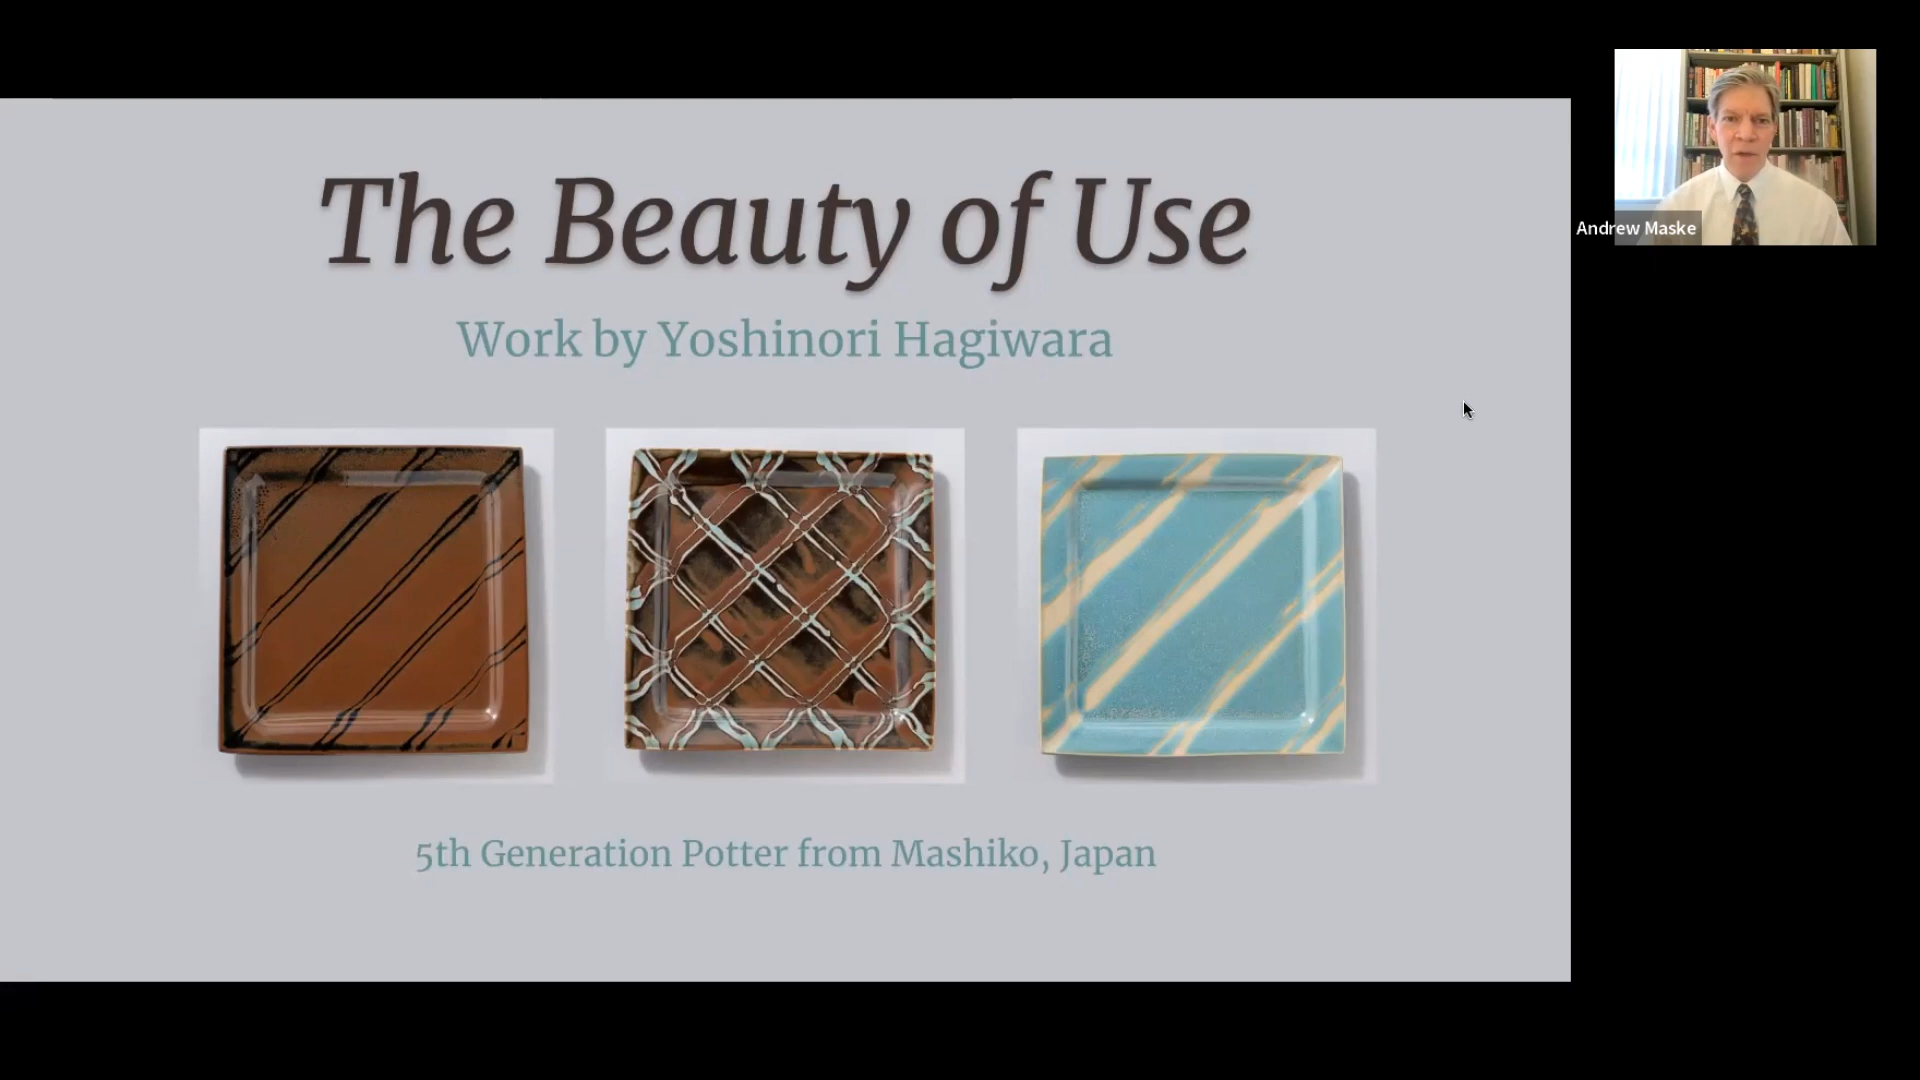 The Beauty of Use
Work by Yoshinori Hagiwara
5th Generation Potter from Mashiko, Japan
Andrew Maske